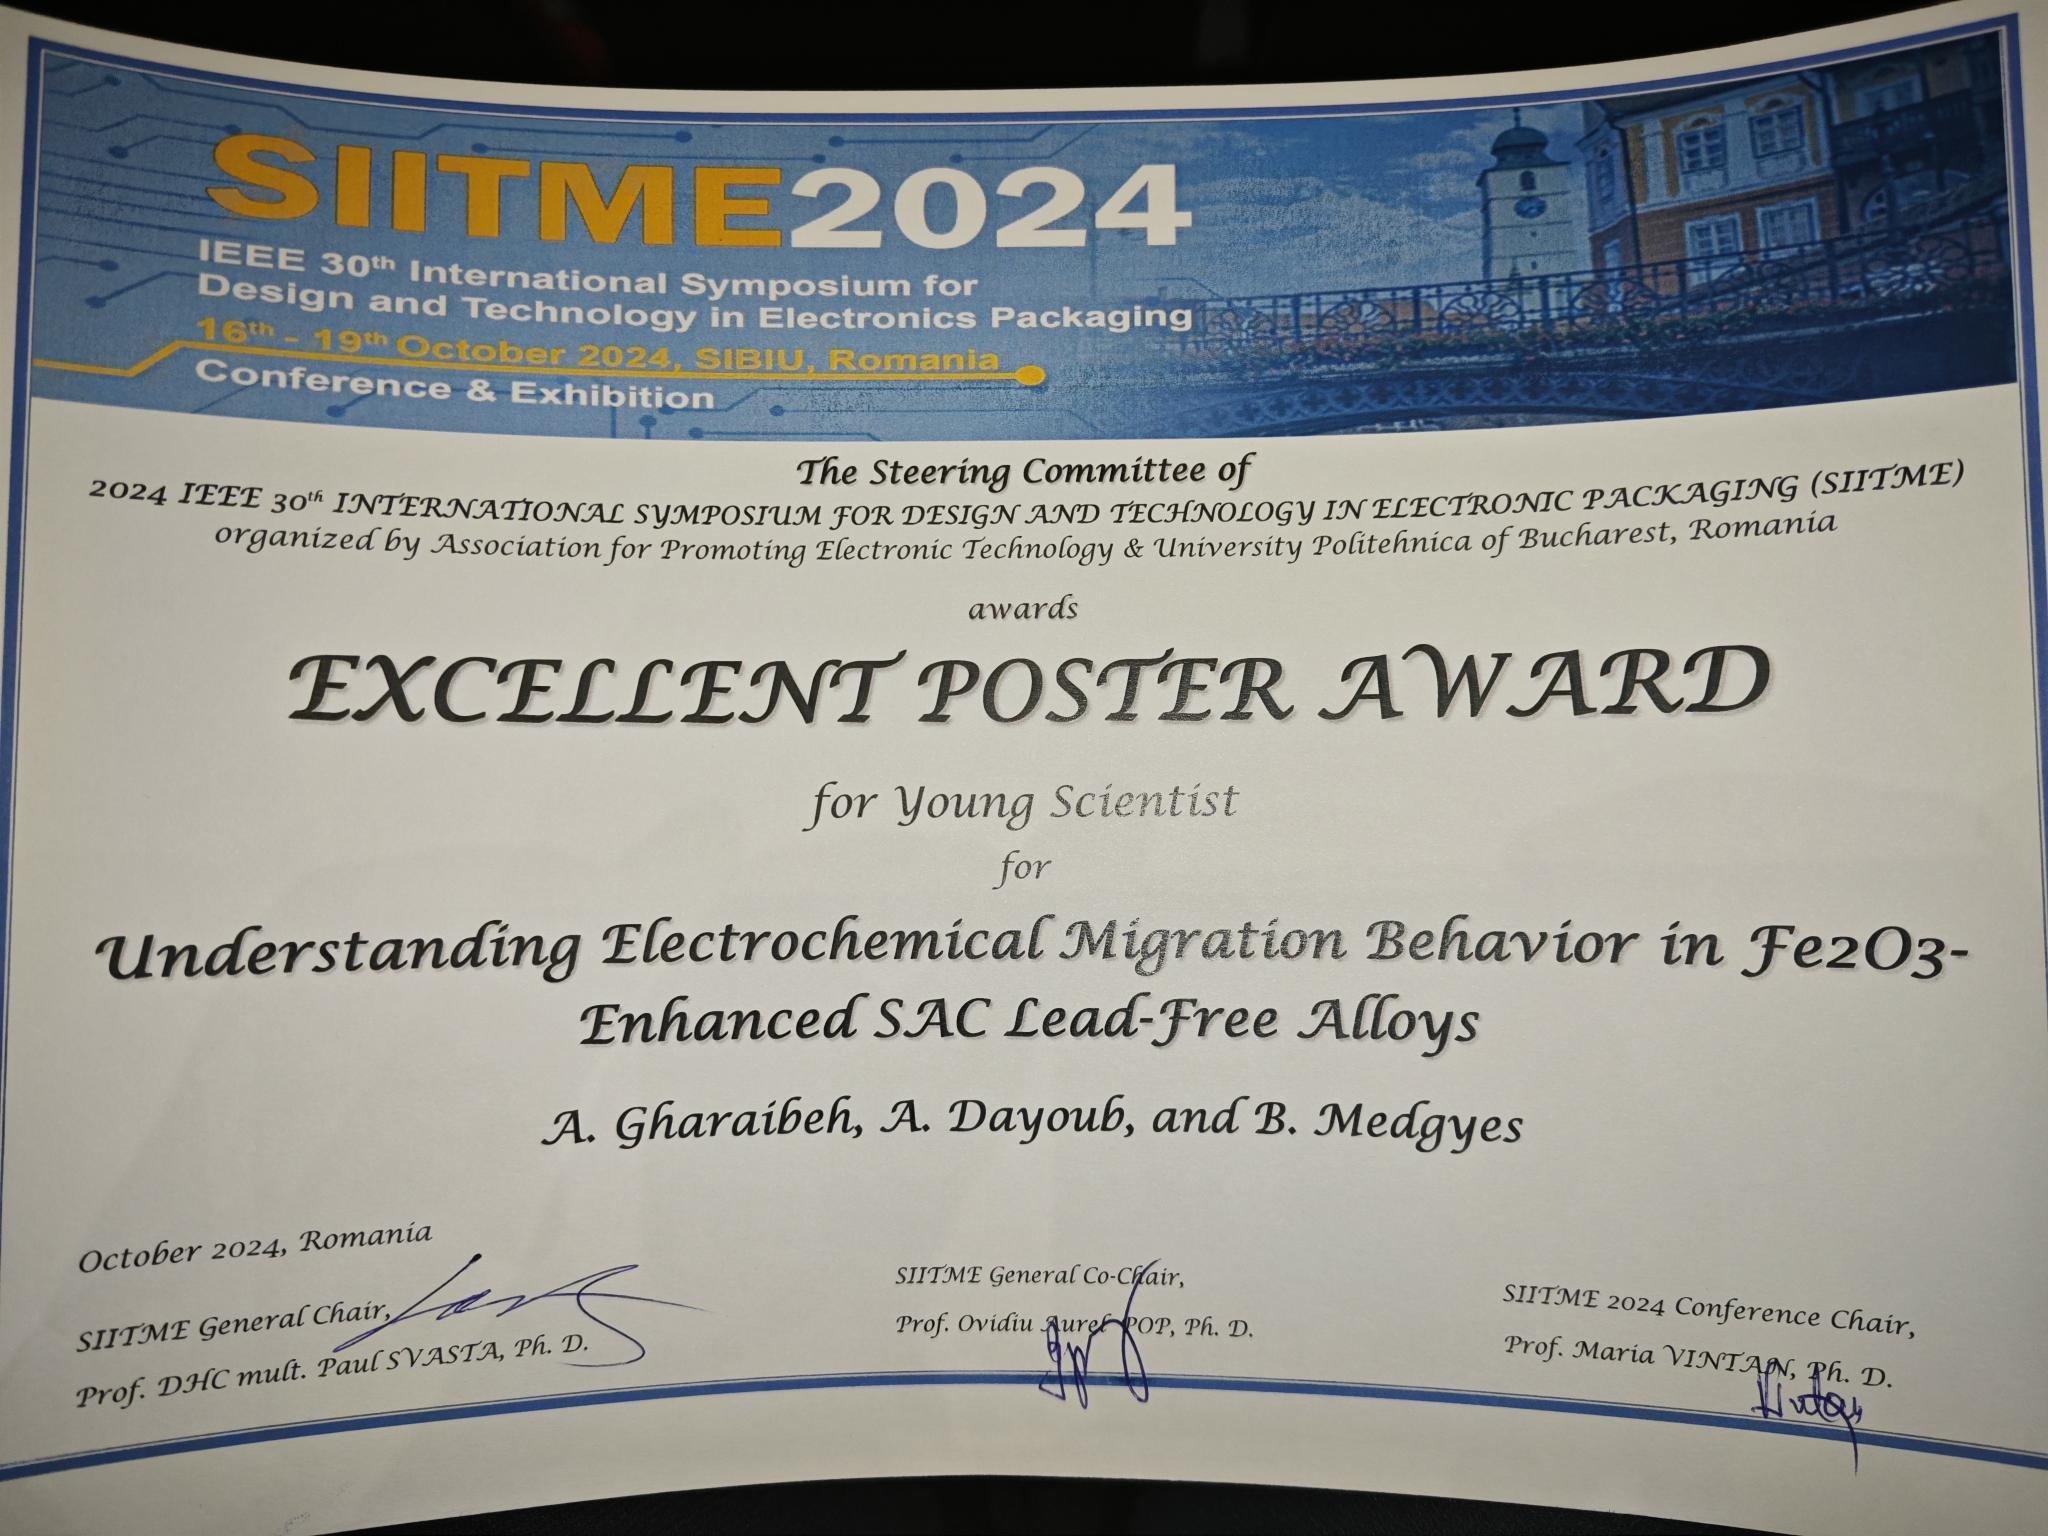 SIITME2024
IEEE 30th International Symposium for
Design and Technology in Electronics Packaging
16th - 19th October 2024, SIBIU, Romania
Conference & Exhibition
The Steering Committee of
2024 IEEE 30th INTERNATIONAL SYMPOSIUM FOR DESIGN AND TECHNOLOGY IN ELECTRONIC PACKAGING (SIITME)
organized by Association for Promoting Electronic Technology & University Politehnica of Bucharest, Romania
awards
EXCELLENT POSTER AWARD
for Young Scientist
for
Understanding Electrochemical Migration Behavior in Fe2O3-
Enhanced SAC Lead-Free Alloys
A. Gharaibeh, A. Dayoub, and B. Medgyes
October 2024, Romania
SIITME General Chair,
Prof. DHC mult. Paul SVASTA, Ph. D.
SIITME General Co-Chair,
Prof. Ovidiu Aurel POP, Ph. D.
SIITME 2024 Conference Chair,
Prof. Maria VINTAN, Ph. D.